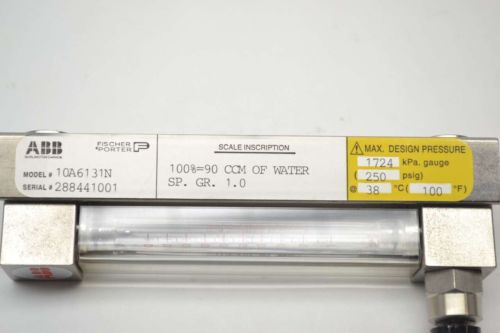 ABB
FISCHER
PORTER
MODEL # 10A6131N
SERIAL # 288441001
SCALE INSCRIPTION
100%=90 CCM OF WATER
SP. GR. 1.0
MAX. DESIGN PRESSURE
1724 kPa. gauge
( 250 psig)
@ 38 °C ( 100 °F)
ABB